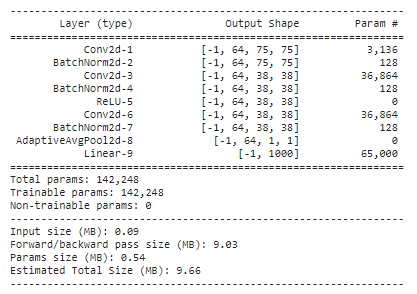 ----------------------------------------------------------------
        Layer (type)               Output Shape         Param #
================================================================
            Conv2d-1           [-1, 64, 75, 75]           3,136
       BatchNorm2d-2           [-1, 64, 75, 75]             128
            Conv2d-3           [-1, 64, 38, 38]          36,864
       BatchNorm2d-4           [-1, 64, 38, 38]             128
              ReLU-5           [-1, 64, 38, 38]               0
            Conv2d-6           [-1, 64, 38, 38]          36,864
       BatchNorm2d-7           [-1, 64, 38, 38]             128
 AdaptiveAvgPool2d-8             [-1, 64, 1, 1]               0
            Linear-9                 [-1, 1000]          65,000
================================================================
Total params: 142,248
Trainable params: 142,248
Non-trainable params: 0
----------------------------------------------------------------
Input size (MB): 0.09
Forward/backward pass size (MB): 9.03
Params size (MB): 0.54
Estimated Total Size (MB): 9.66
----------------------------------------------------------------